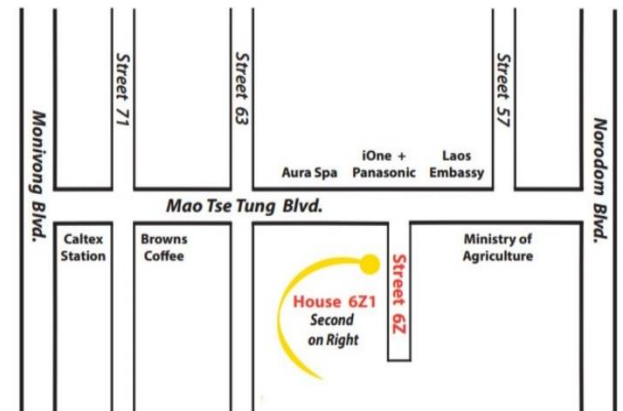 Monivong Blvd.
Street 71
Street 63
Street 57
Norodom Blvd.
Aura Spa
iOne +
Panasonic
Laos
Embassy
Mao Tse Tung Blvd.
Caltex
Station
Browns
Coffee
Ministry of
Agriculture
Street 6Z
House 6Z1
Second
on Right